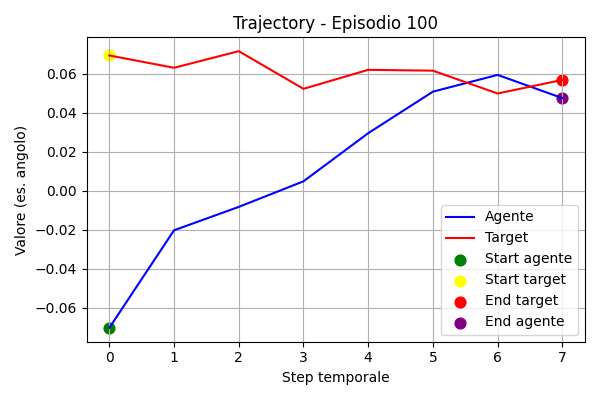 Trajectory - Episodio 100
Valore (es. angolo)
0.06
0.04
0.02
0.00
−0.02
−0.04
−0.06
0 1 2 3 4 5 6 7
Step temporale
Agente
Target
Start agente
Start target
End target
End agente